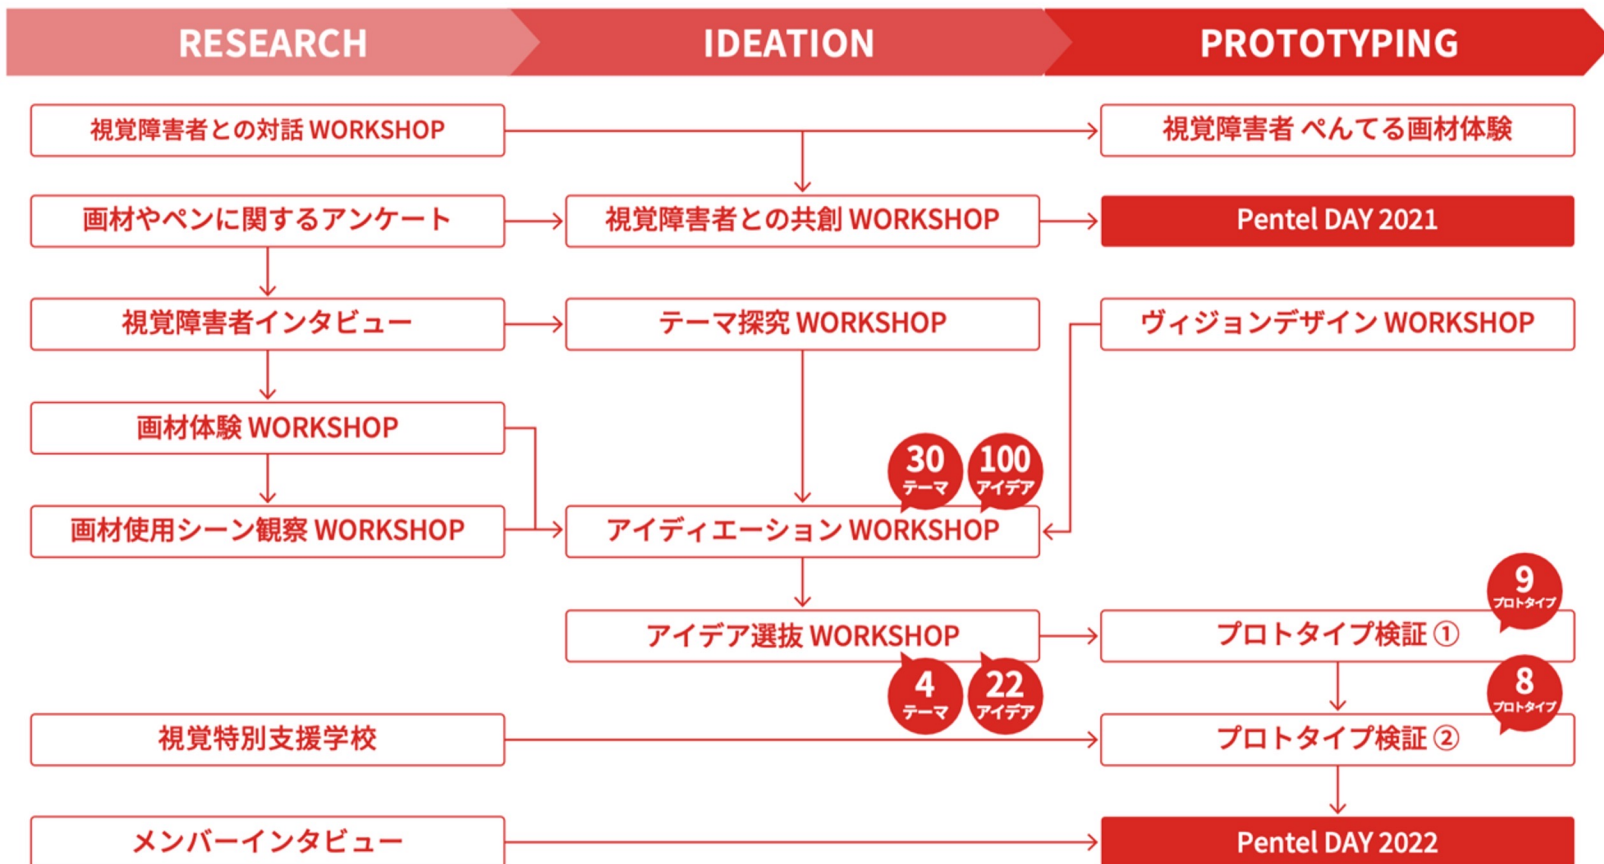 RESEARCH
IDEATION
PROTOTYPING
視覚障害者との対話 WORKSHOP
視覚障害者 ぺんてる画材体験
画材やペンに関するアンケート
視覚障害者との共創 WORKSHOP
Pentel DAY 2021
視覚障害者インタビュー
テーマ探究 WORKSHOP
ヴィジョンデザイン WORKSHOP
画材体験 WORKSHOP
30
テーマ
100
アイデア
画材使用シーン観察 WORKSHOP
アイディエーション WORKSHOP
9
プロトタイプ
アイデア選抜 WORKSHOP
プロトタイプ検証 ①
4
テーマ
22
アイデア
8
プロトタイプ
視覚特別支援学校
プロトタイプ検証 ②
メンバーインタビュー
Pentel DAY 2022